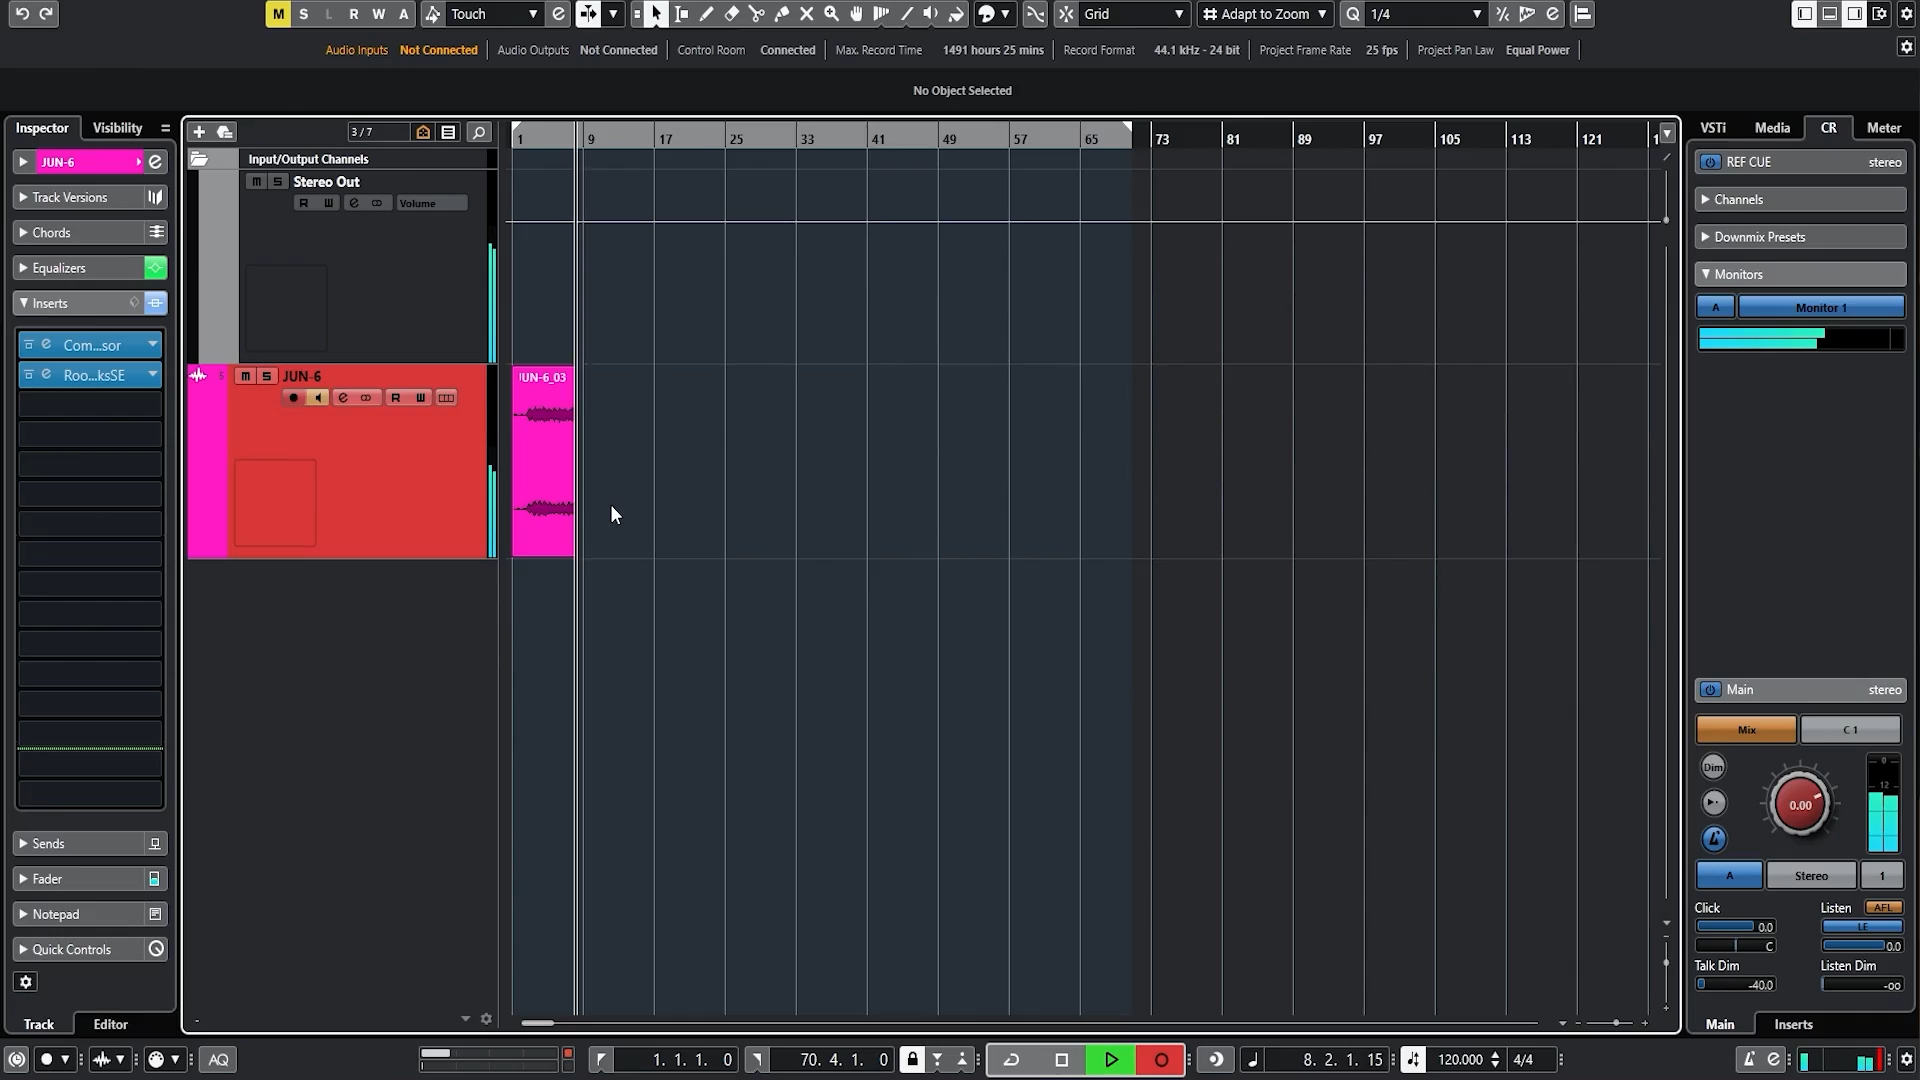 M S L R W A Touch Grid Adapt to Zoom Q 1/4
Audio Inputs Not Connected Audio Outputs Not Connected Control Room Connected Max. Record Time 1491 hours 25 mins Record Format 44.1 kHz - 24 bit Project Frame Rate 25 fps Project Pan Law Equal Power
No Object Selected
Inspector Visibility
JUN-6
Track Versions
Chords
Equalizers
Inserts
Com...sor
Roo...ksSE
Sends
Fader
Notepad
Quick Controls
Track Editor
3 / 7
Input/Output Channels
m S Stereo Out
R Volume
5 m S JUN-6
R
1 9 17 25 33 41 49 57 65 73 81 89 97 105 113 121 1
IUN-6_03
VSTi Media CR Meter
REF CUE stereo
Channels
Downmix Presets
Monitors
A Monitor 1
Main stereo
Mix C 1
Dim
0.00
0
12
A Stereo 1
Click Listen AFL
0.0 LE
C 0.0
Talk Dim Listen Dim
-40.0 -oo
Main Inserts
AQ 1. 1. 1. 0 70. 4. 1. 0 8. 2. 1. 15 120.000 4/4